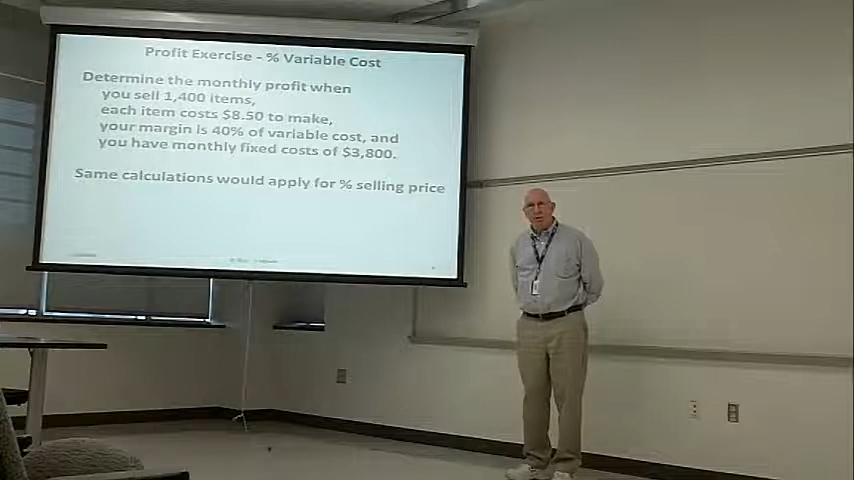 Profit Exercise – % Variable Cost
Determine the monthly profit when
you sell 1,400 items,
each item costs $8.50 to make,
your margin is 40% of variable cost, and
you have monthly fixed costs of $3,800.
Same calculations would apply for % selling price